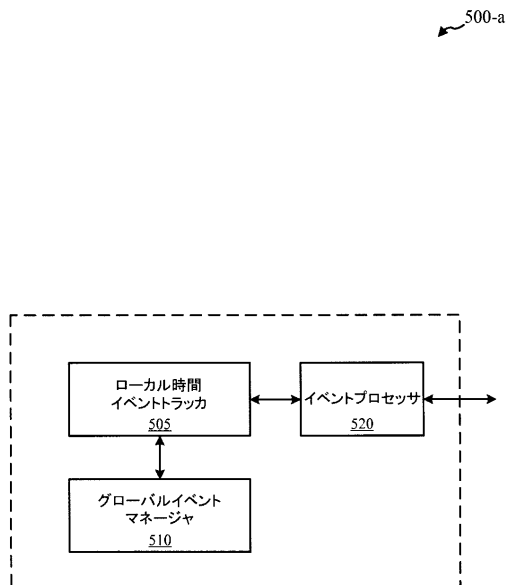 500-a
ローカル時間
イベントトラッカ
505
イベントプロセッサ
520
グローバルイベント
マネージャ
510